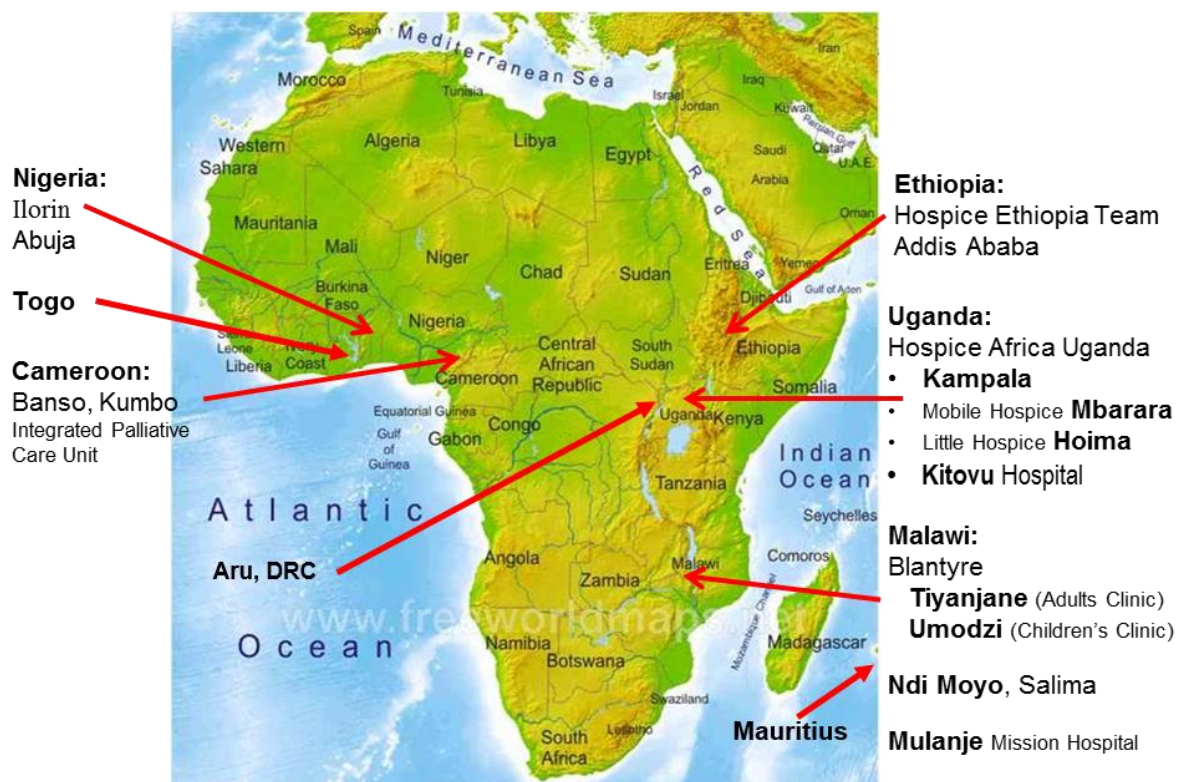 Nigeria:
Ilorin
Abuja
Togo
Cameroon:
Banso, Kumbo
Integrated Palliative
Care Unit
Aru, DRC
Ethiopia:
Hospice Ethiopia Team
Addis Ababa
Uganda:
Hospice Africa Uganda
• Kampala
• Mobile Hospice Mbarara
• Little Hospice Hoima
• Kitovu Hospital
Malawi:
Blantyre
Tiyanjane (Adults Clinic)
Umodzi (Children's Clinic)
Ndi Moyo, Salima
Mulanje Mission Hospital
Mauritius
Spain
Mediterranean Sea
Iran
Morocco
Tunisia
Israel
Jordan
Iraq
Kuwait
Persian Gulf
Qatar
U.A.E.
Western
Sahara
Algeria
Libya
Egypt
Saudi
Arabia
Oman
Red Sea
Mauritania
Mali
Niger
Chad
Sudan
Eritrea
Yemen
Gulf of Aden
Djibouti
Burkina
Faso
Nigeria
Leone
Liberia
Coast
Central
African
Republic
South
Sudan
Ethiopia
Somalia
Cameroon
Equatorial Guinea
Gabon
Congo
Gulf
of
Guinea
Uganda
Kenya
Indian
Ocean
Tanzania
Seychelles
Atlantic
Ocean
Angola
Zambia
Malawi
Comoros
Mozambique Channel
Madagascar
www.freeworldmaps.net
Namibia
Botswana
Swaziland
Lesotho
South
Africa